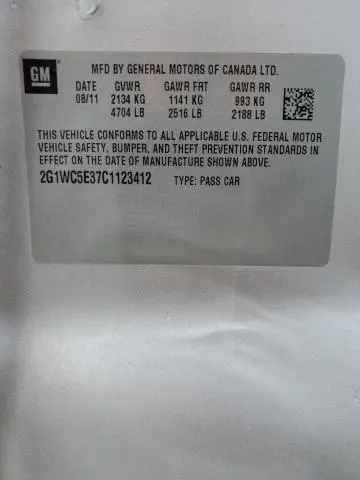 GM
MFD BY GENERAL MOTORS OF CANADA LTD.
DATE GVWR GAWR FRT GAWR RR
08/11 2134 KG 1141 KG 993 KG
4704 LB 2516 LB 2188 LB
THIS VEHICLE CONFORMS TO ALL APPLICABLE U.S. FEDERAL MOTOR
VEHICLE SAFETY, BUMPER, AND THEFT PREVENTION STANDARDS IN
EFFECT ON THE DATE OF MANUFACTURE SHOWN ABOVE.
2G1WC5E37C1123412 TYPE: PASS CAR